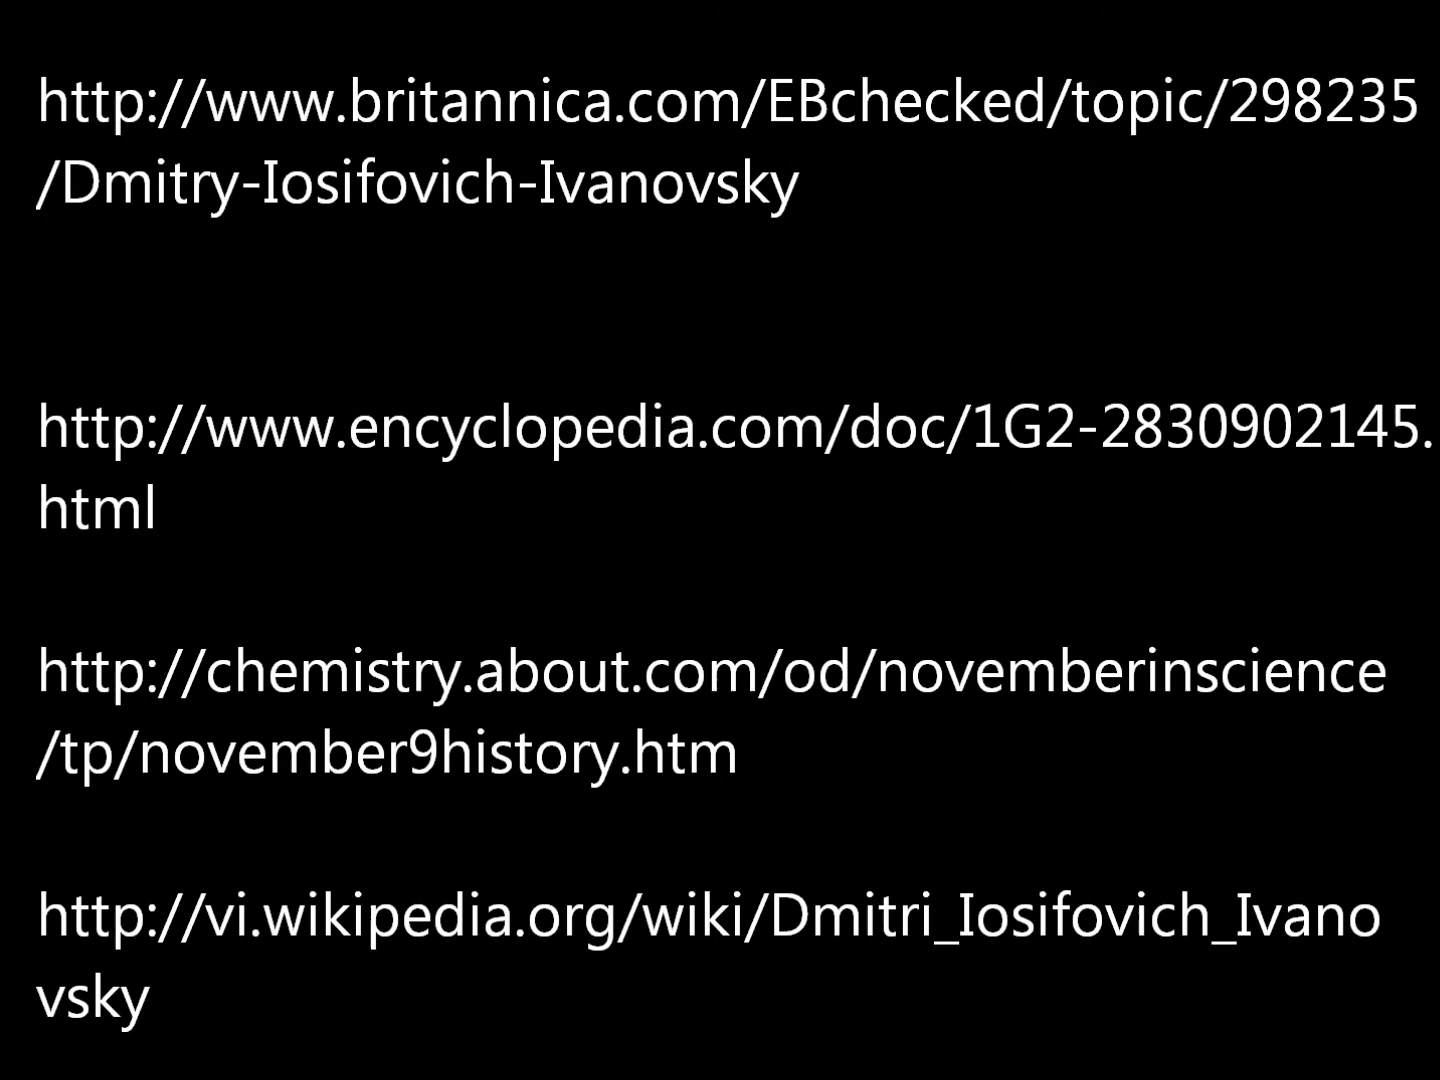 http://www.britannica.com/EBchecked/topic/298235
/Dmitry-Iosifovich-Ivanovsky
http://www.encyclopedia.com/doc/1G2-2830902145.
html
http://chemistry.about.com/od/novemberinscience
/tp/november9history.htm
http://vi.wikipedia.org/wiki/Dmitri_Iosifovich_Ivano
vsky